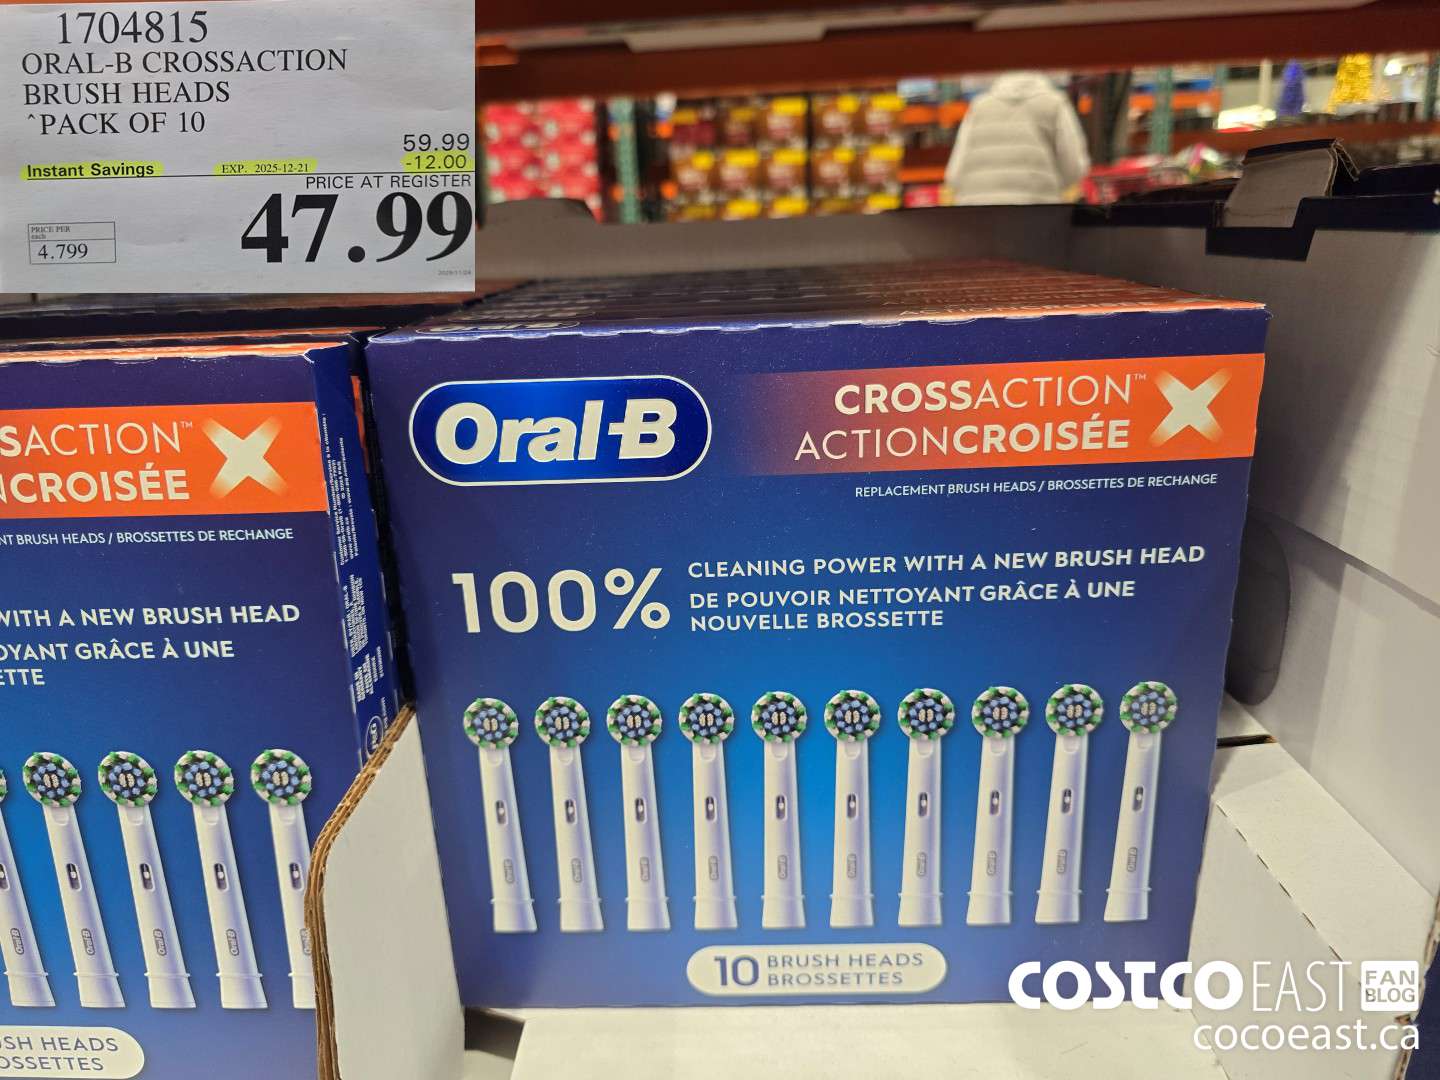 1704815
ORAL-B CROSSACTION
BRUSH HEADS
^PACK OF 10
59.99
Instant Savings EXP. 2025-12-21 -12.00
PRICE AT REGISTER
47.99
PRICE PER
each
4.799
Oral-B
CROSSACTION™
ACTIONCROISÉE
REPLACEMENT BRUSH HEADS / BROSSETTES DE RECHANGE
100%
CLEANING POWER WITH A NEW BRUSH HEAD
DE POUVOIR NETTOYANT GRÂCE À UNE
NOUVELLE BROSSETTE
10 BRUSH HEADS
BROSSETTES
SACTION™
CROISÉE
NT BRUSH HEADS / BROSSETTES DE RECHANGE
WITH A NEW BRUSH HEAD
OYANT GRÂCE À UNE
ETTE
SH HEADS
OSSETTES
COSTCO EAST FAN
BLOG
cocoeast.ca